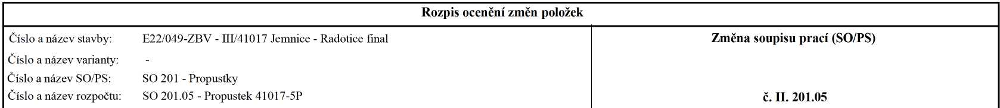 Rozpis ocenění změn položek
Číslo a název stavby: E22/049-ZBV - III/41017 Jemnice - Radotice final
Změna soupisu prací (SO/PS)
Číslo a název varianty: -
Číslo a název SO/PS: SO 201 - Propustky
Číslo a název rozpočtu: SO 201.05 - Propustek 41017-5P
č. II. 201.05